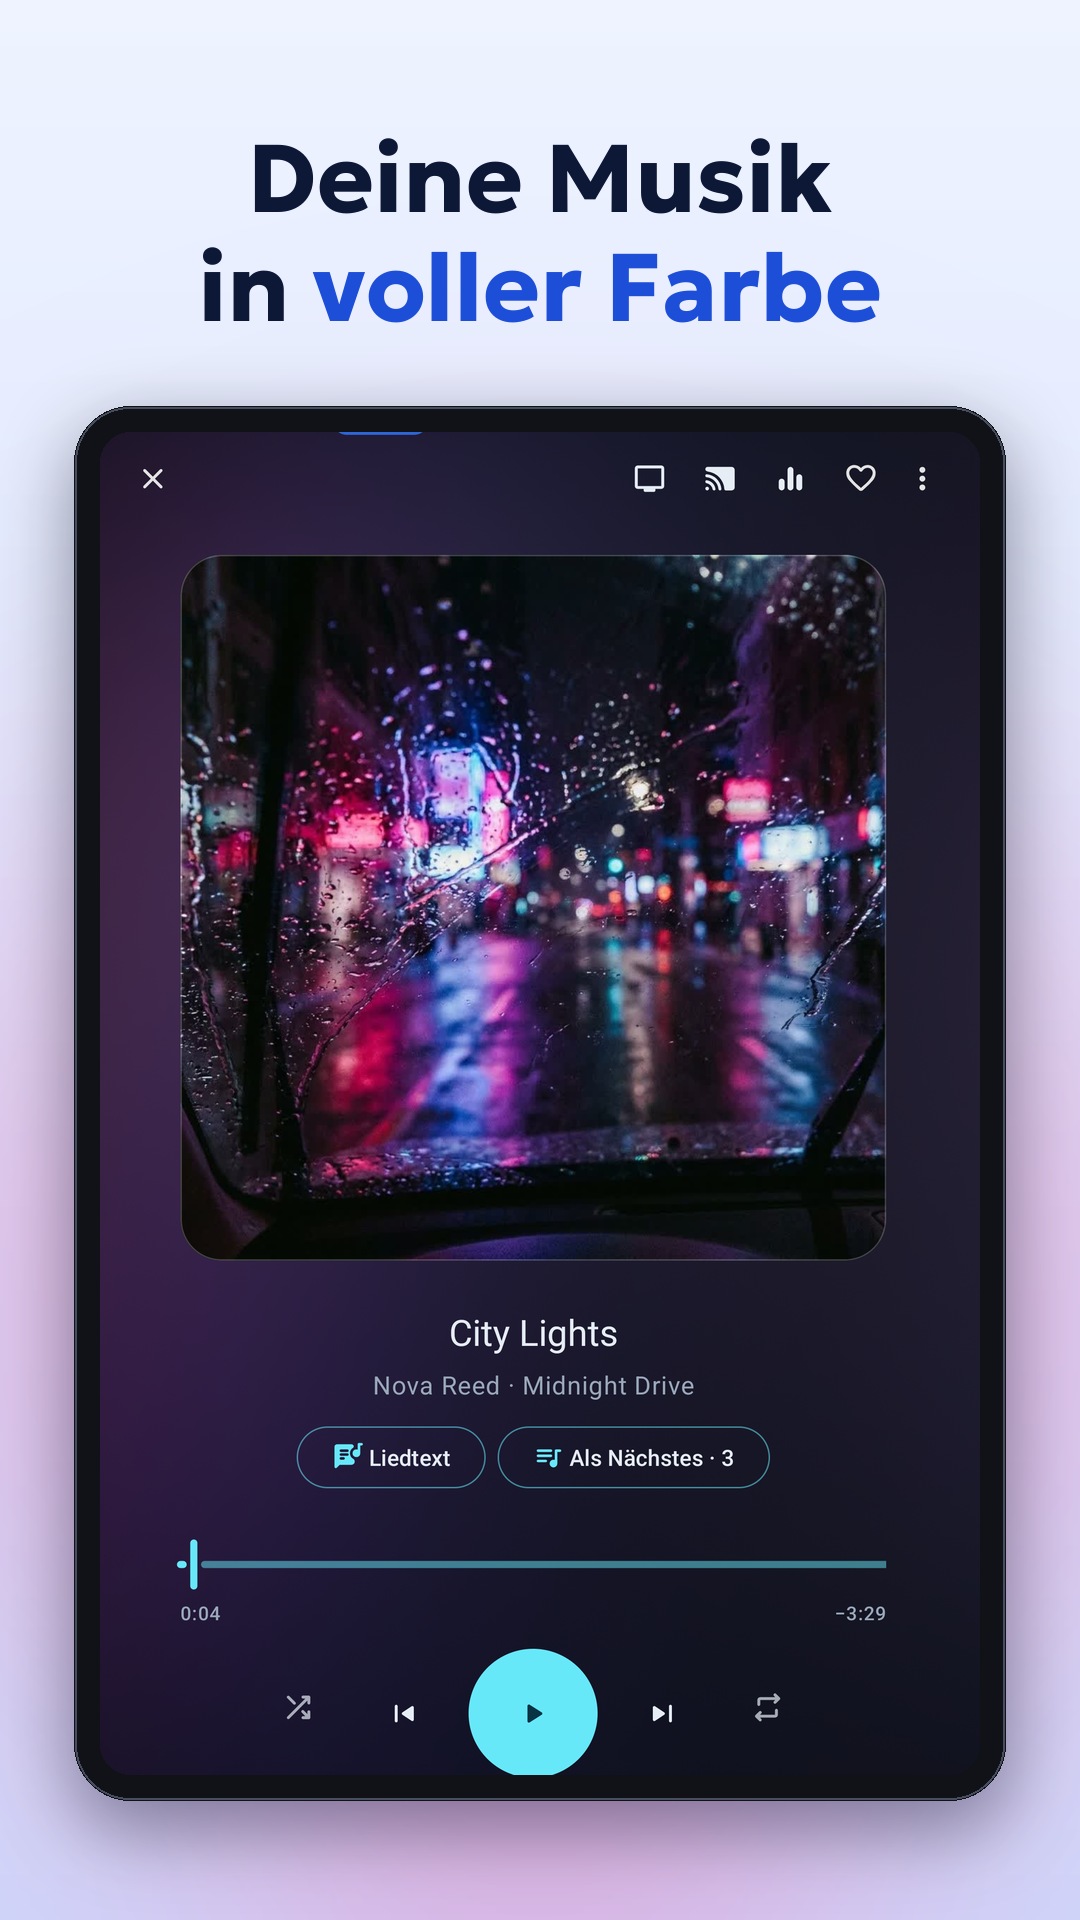 Deine Musik
in voller Farbe
City Lights
Nova Reed · Midnight Drive
Liedtext
Als Nächstes · 3
0:04
−3:29